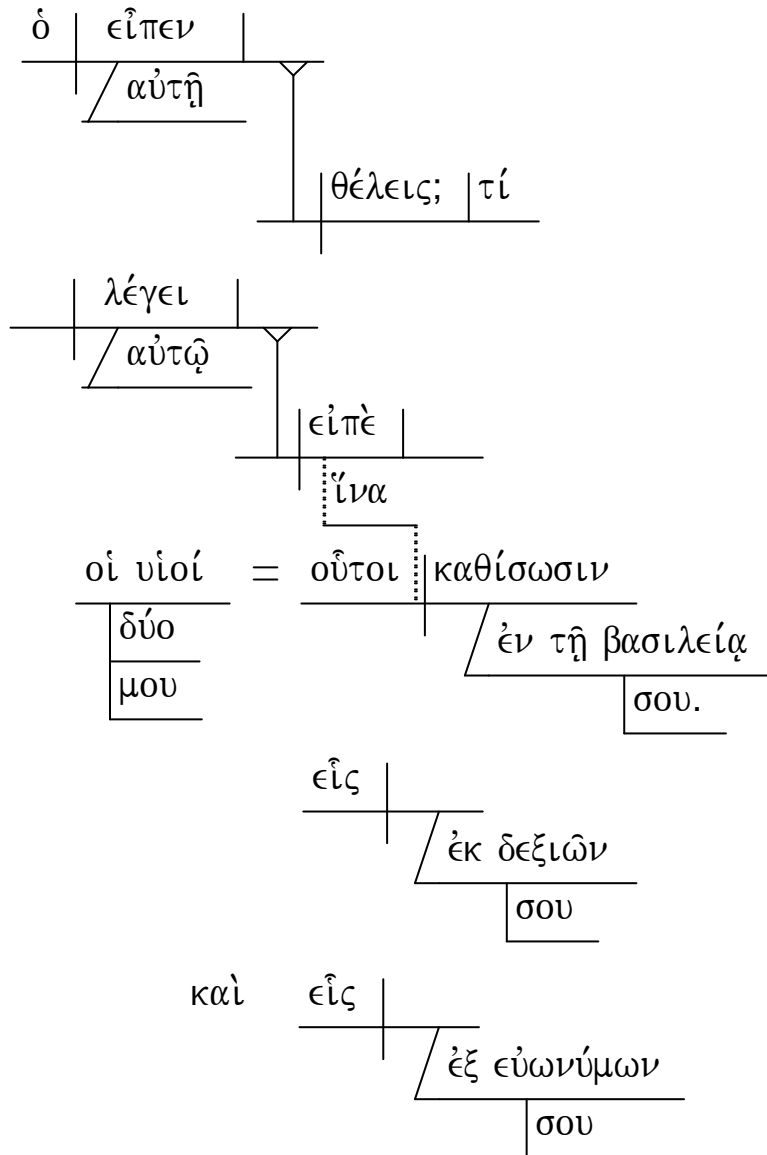 ὁ εἶπεν
αὐτῇ
θέλεις; τί
λέγει
αὐτῷ
εἰπὲ
ἵνα
οἱ υἱοί = οὗτοι καθίσωσιν
δύο
ἐν τῇ βασιλείᾳ
μου
σου.
εἷς
ἐκ δεξιῶν
σου
καὶ εἷς
ἐξ εὐωνύμων
σου